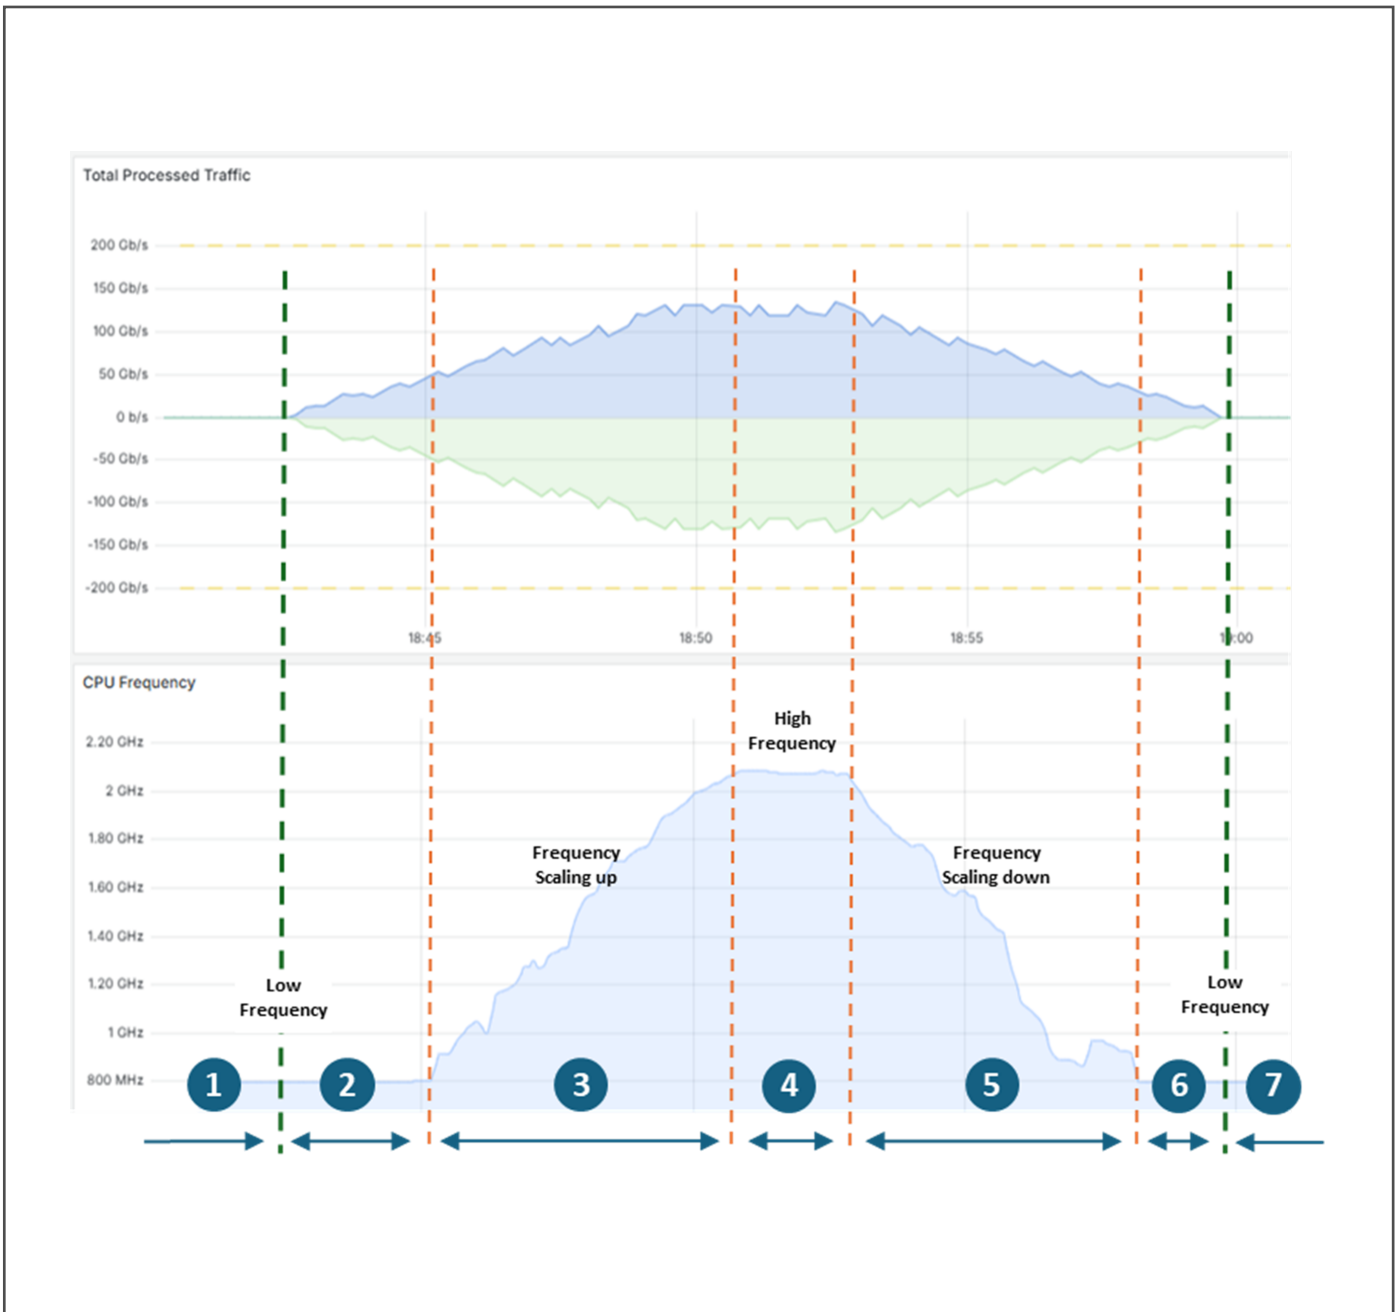 Total Processed Traffic
200 Gb/s
150 Gb/s
100 Gb/s
50 Gb/s
0 b/s
-50 Gb/s
-100 Gb/s
-150 Gb/s
-200 Gb/s
18:45
18:50
18:55
19:00
CPU Frequency
High
Frequency
2.20 GHz
2 GHz
1.80 GHz
Frequency
Scaling up
Frequency
Scaling down
1.60 GHz
1.40 GHz
1.20 GHz
Low
Frequency
Low
Frequency
1 GHz
800 MHz
1
2
3
4
5
6
7